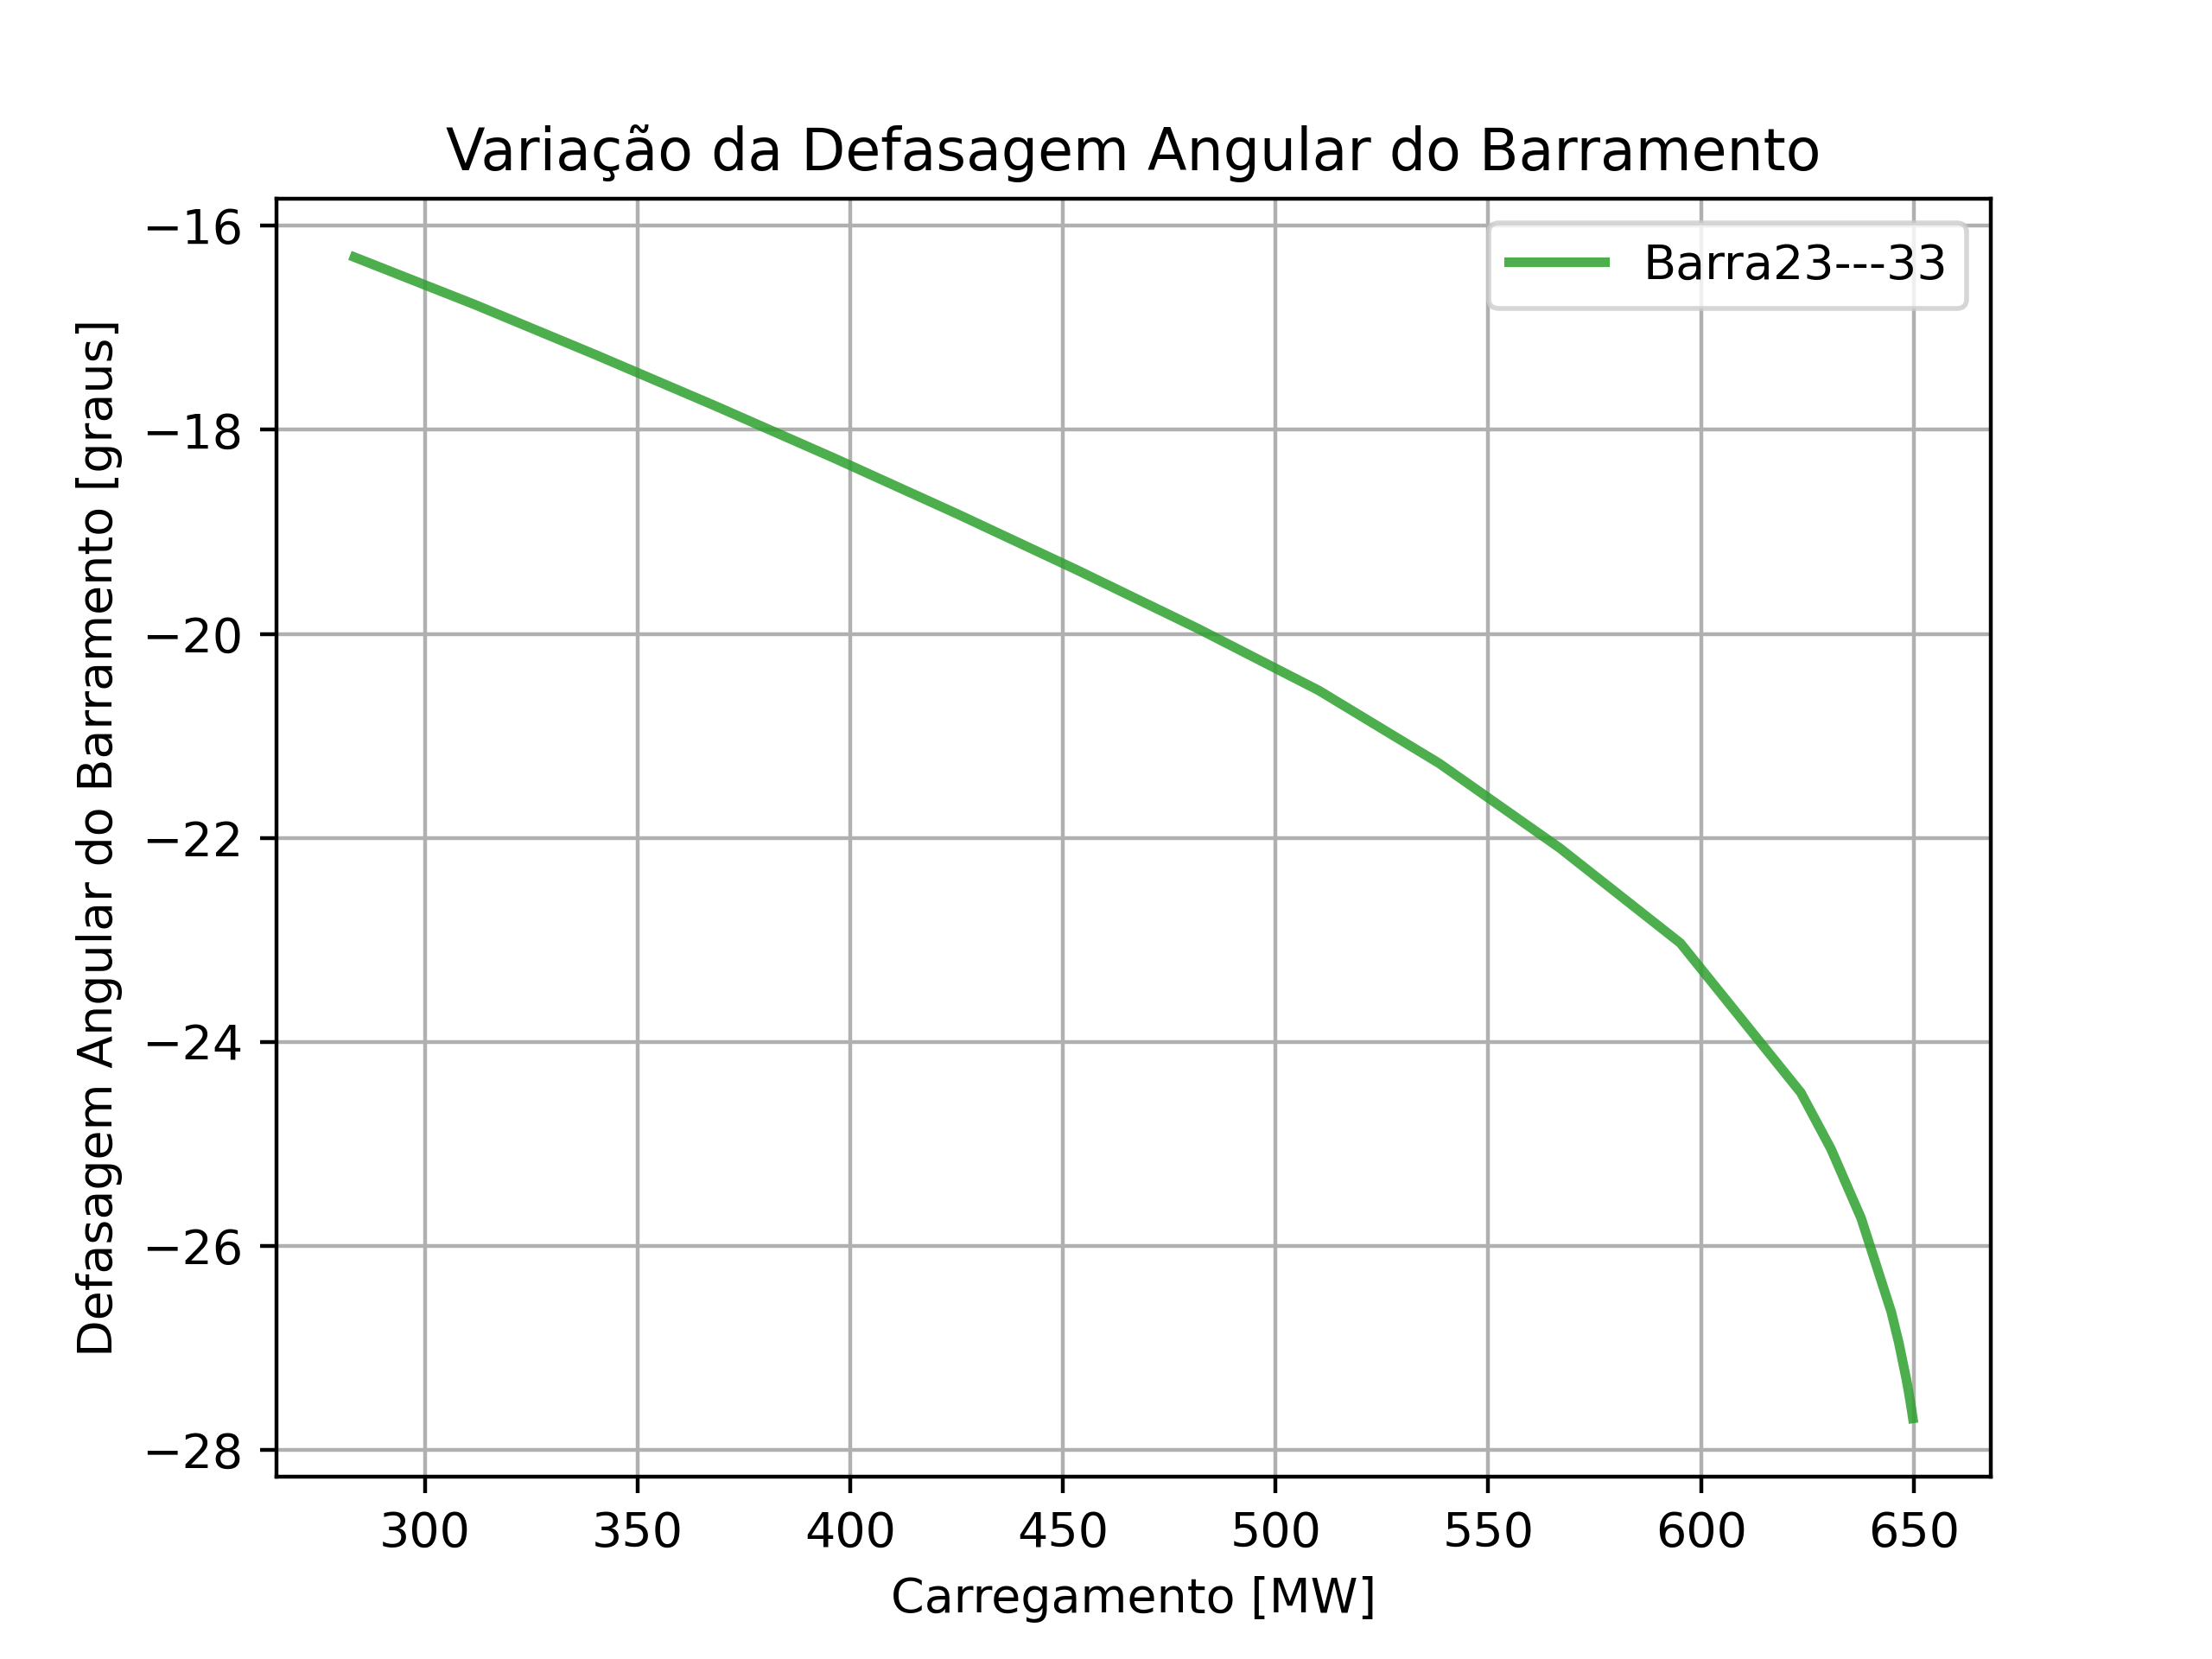 Variação da Defasagem Angular do Barramento
Barra23---33
Defasagem Angular do Barramento [graus]
−16
−18
−20
−22
−24
−26
−28
300 350 400 450 500 550 600 650
Carregamento [MW]